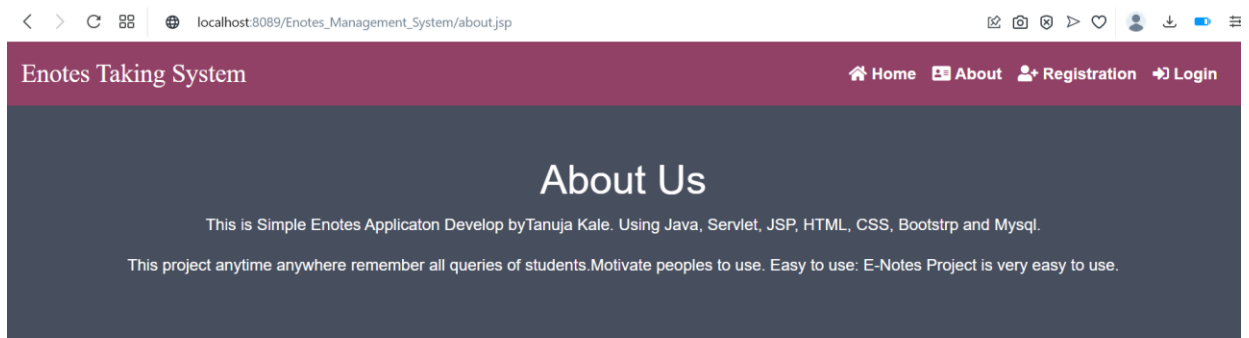 localhost:8089/Enotes_Management_System/about.jsp
Enotes Taking System Home About Registration Login
About Us
This is Simple Enotes Applicaton Develop byTanuja Kale. Using Java, Servlet, JSP, HTML, CSS, Bootstrp and Mysql.
This project anytime anywhere remember all queries of students.Motivate peoples to use. Easy to use: E-Notes Project is very easy to use.